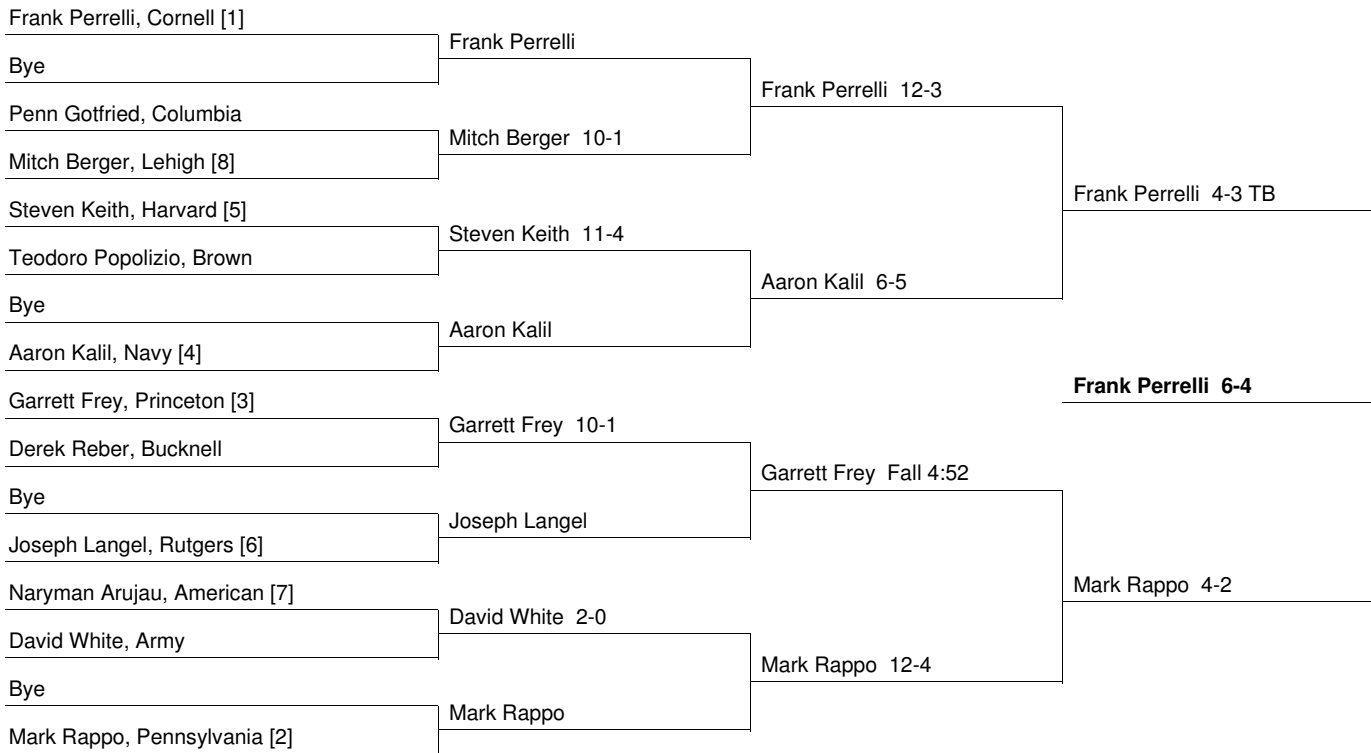 Frank Perrelli, Cornell [1]
Bye
Penn Gotfried, Columbia
Mitch Berger, Lehigh [8]
Steven Keith, Harvard [5]
Teodoro Popolizio, Brown
Bye
Aaron Kalil, Navy [4]
Garrett Frey, Princeton [3]
Derek Reber, Bucknell
Bye
Joseph Langel, Rutgers [6]
Naryman Arujau, American [7]
David White, Army
Bye
Mark Rappo, Pennsylvania [2]
Frank Perrelli
Mitch Berger 10-1
Steven Keith 11-4
Aaron Kalil
Garrett Frey 10-1
Joseph Langel
David White 2-0
Mark Rappo
Frank Perrelli 12-3
Aaron Kalil 6-5
Garrett Frey Fall 4:52
Mark Rappo 12-4
Frank Perrelli 4-3 TB
Mark Rappo 4-2
Frank Perrelli 6-4